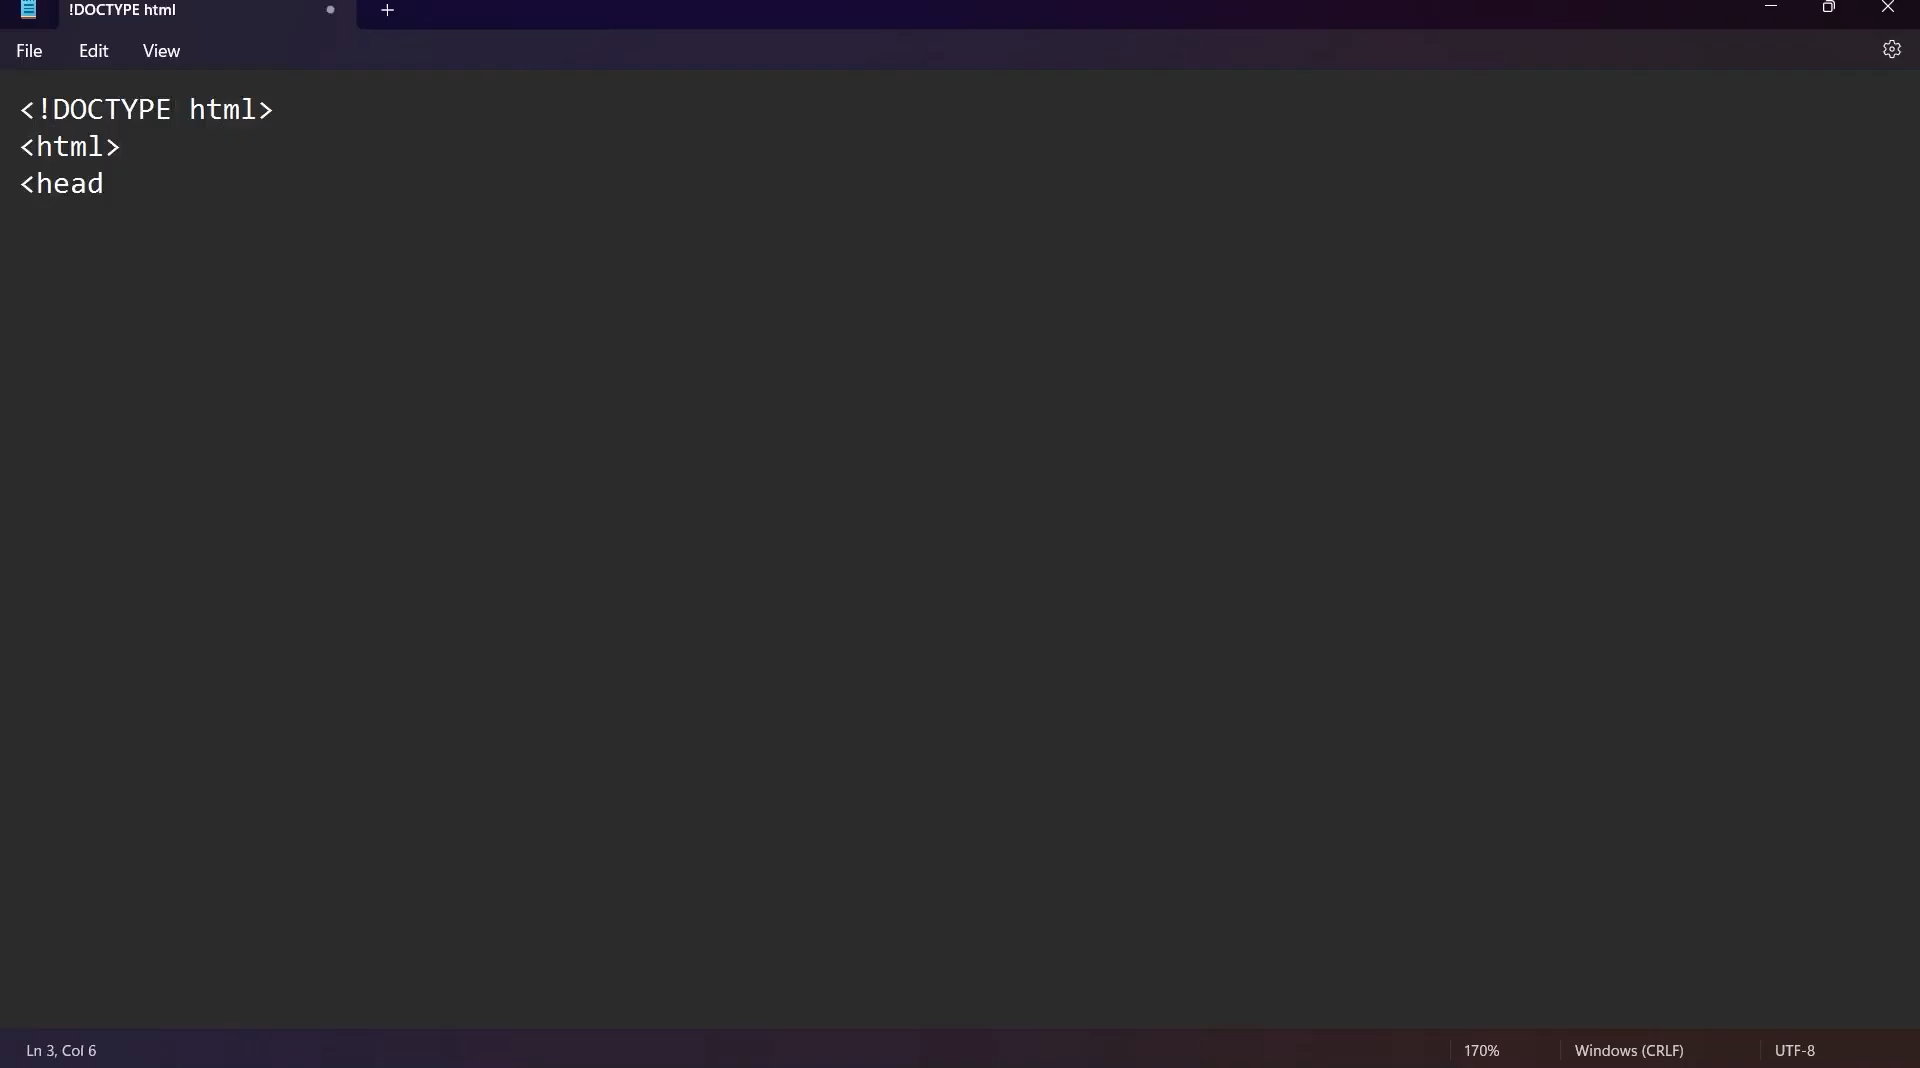 !DOCTYPE html
File Edit View
<!DOCTYPE html>
<html>
<head
Ln 3, Col 6 170% Windows (CRLF) UTF-8